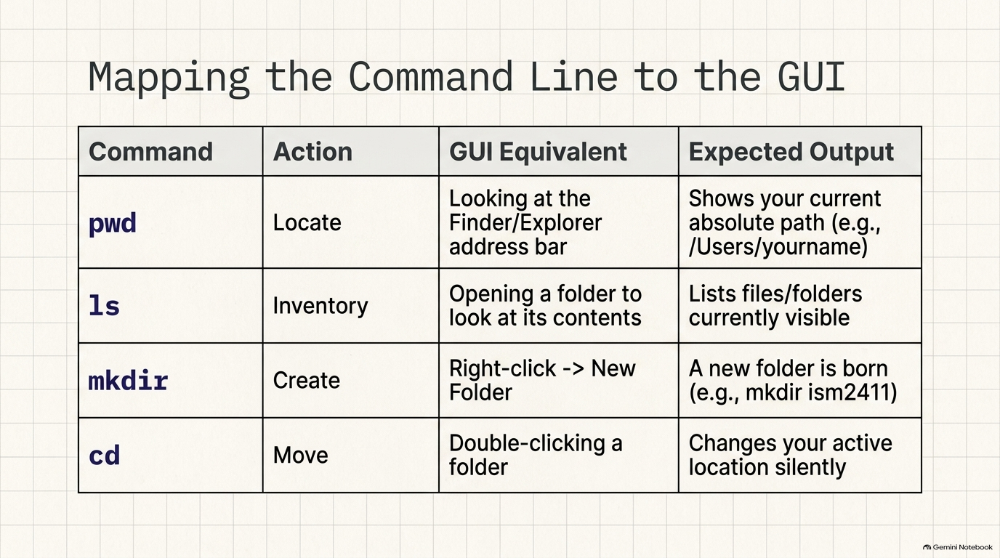 Mapping the Command Line to the GUI
Command
Action
GUI Equivalent
Expected Output
pwd
Locate
Looking at the
Finder/Explorer
address bar
Shows your current
absolute path (e.g.,
/Users/yourname)
ls
Inventory
Opening a folder to
look at its contents
Lists files/folders
currently visible
mkdir
Create
Right-click -> New
Folder
A new folder is born
(e.g., mkdir ism2411)
cd
Move
Double-clicking a
folder
Changes your active
location silently
Gemini Notebook